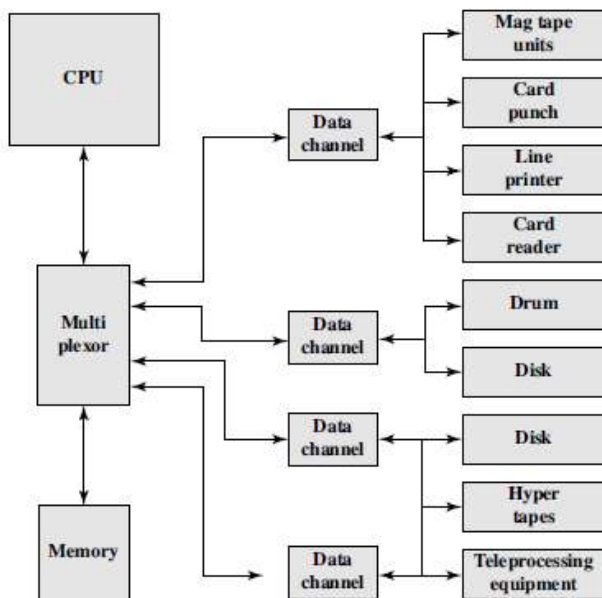 CPU
Multi
plexor
Memory
Data
channel
Data
channel
Data
channel
Data
channel
Mag tape
units
Card
punch
Line
printer
Card
reader
Drum
Disk
Disk
Hyper
tapes
Teleprocessing
equipment